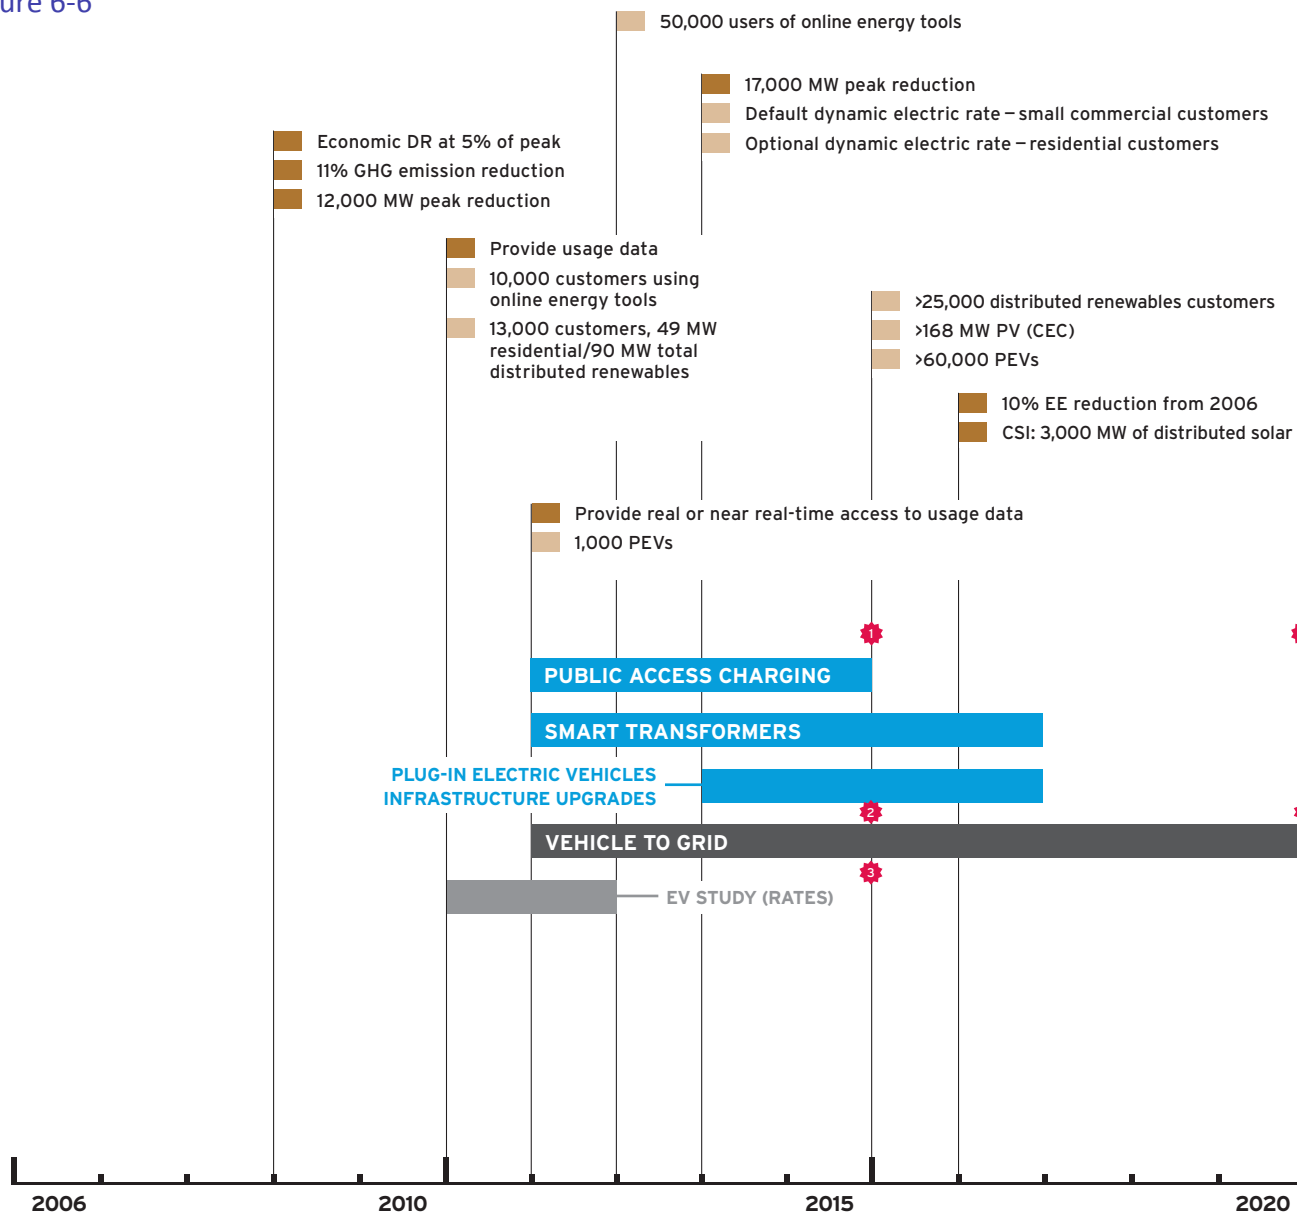 ure 6-6
50,000 users of online energy tools
17,000 MW peak reduction
Default dynamic electric rate – small commercial customers
Optional dynamic electric rate – residential customers
Economic DR at 5% of peak
11% GHG emission reduction
12,000 MW peak reduction
Provide usage data
10,000 customers using
online energy tools
13,000 customers, 49 MW
residential/90 MW total
distributed renewables
>25,000 distributed renewables customers
>168 MW PV (CEC)
>60,000 PEVs
10% EE reduction from 2006
CSI: 3,000 MW of distributed solar
Provide real or near real-time access to usage data
1,000 PEVs
1
PUBLIC ACCESS CHARGING
SMART TRANSFORMERS
PLUG-IN ELECTRIC VEHICLES
INFRASTRUCTURE UPGRADES
2
VEHICLE TO GRID
3
EV STUDY (RATES)
2006 2010 2015 2020